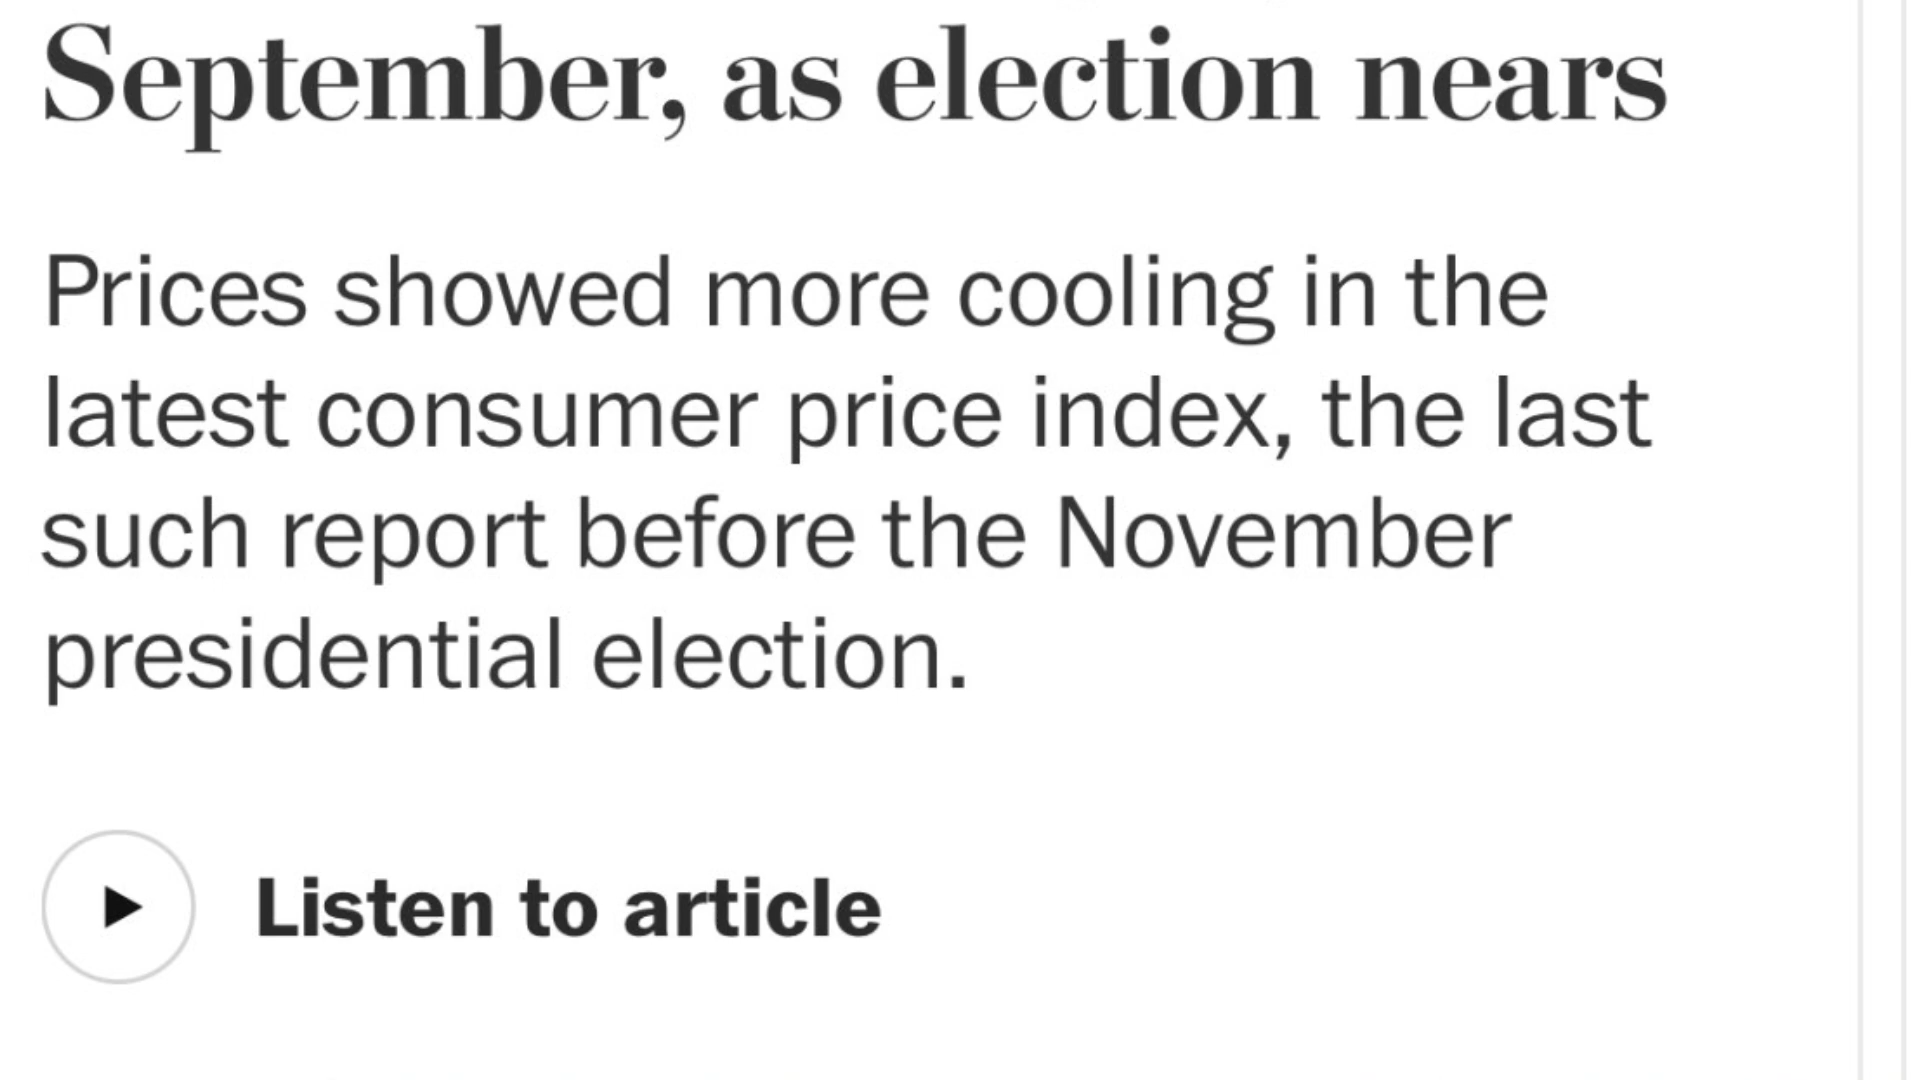 September, as election nears
Prices showed more cooling in the
latest consumer price index, the last
such report before the November
presidential election.
Listen to article